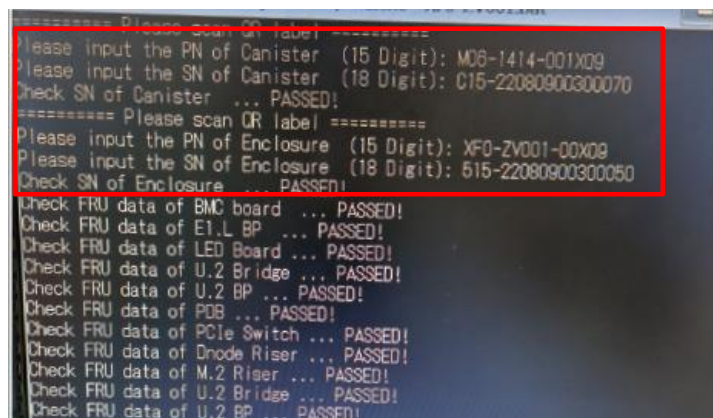 ========== Please scan QR label ==========
Please input the PN of Canister (15 Digit): M06-1414-001X09
Please input the SN of Canister (18 Digit): C15-22080900300070
Check SN of Canister ... PASSED!
========== Please scan QR label ==========
Please input the PN of Enclosure (15 Digit): XF0-ZV001-00X09
Please input the SN of Enclosure (18 Digit): 515-22080900300050
Check SN of Enclosure ... PASSED!
Check FRU data of BMC board ... PASSED!
Check FRU data of E1.L BP ... PASSED!
Check FRU data of LED Board ... PASSED!
Check FRU data of U.2 Bridge ... PASSED!
Check FRU data of U.2 BP ... PASSED!
Check FRU data of PDB ... PASSED!
Check FRU data of PCIe Switch ... PASSED!
Check FRU data of Dnode Riser ... PASSED!
Check FRU data of M.2 Riser ... PASSED!
Check FRU data of U.2 Bridge ... PASSED!
Check FRU data of U.2 BP ... PASSED!